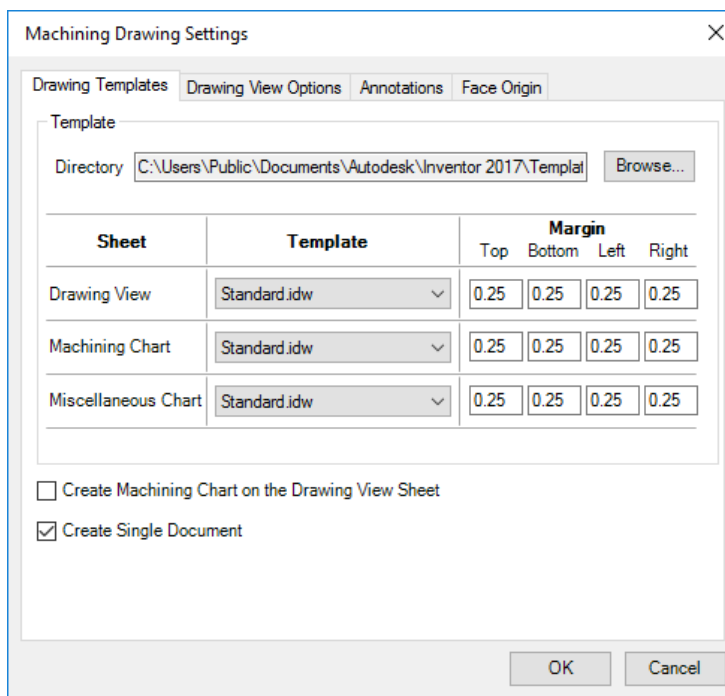 Machining Drawing Settings
Drawing Templates Drawing View Options Annotations Face Origin
Template
Directory C:\Users\Public\Documents\Autodesk\Inventor 2017\Templat Browse...
Sheet Template Margin
Top Bottom Left Right
Drawing View Standard.idw 0.25 0.25 0.25 0.25
Machining Chart Standard.idw 0.25 0.25 0.25 0.25
Miscellaneous Chart Standard.idw 0.25 0.25 0.25 0.25
Create Machining Chart on the Drawing View Sheet
Create Single Document
OK Cancel